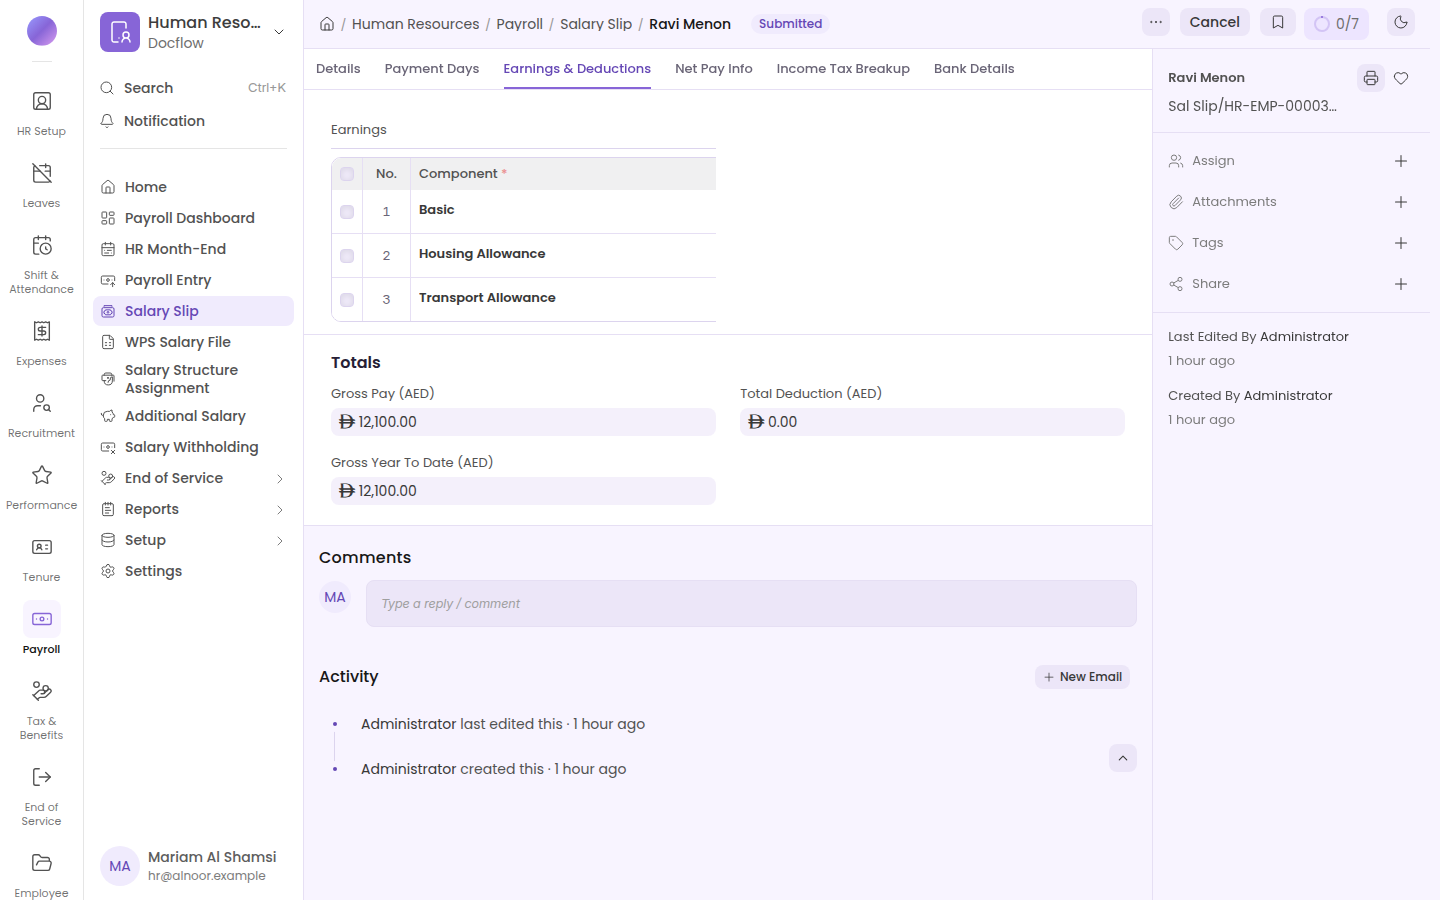 HR Setup
Leaves
Shift &
Attendance
Expenses
Recruitment
Performance
Tenure
Payroll
Tax &
Benefits
End of
Service
Employee
Human Reso...
Docflow
Search Ctrl+K
Notification
Home
Payroll Dashboard
HR Month-End
Payroll Entry
Salary Slip
WPS Salary File
Salary Structure
Assignment
Additional Salary
Salary Withholding
End of Service
Reports
Setup
Settings
MA
Mariam Al Shamsi
hr@alnoor.example
/ Human Resources / Payroll / Salary Slip / Ravi Menon Submitted
Cancel 0/7
Details Payment Days Earnings & Deductions Net Pay Info Income Tax Breakup Bank Details
Earnings
No. Component *
1 Basic
2 Housing Allowance
3 Transport Allowance
Totals
Gross Pay (AED) Total Deduction (AED)
12,100.00 0.00
Gross Year To Date (AED)
12,100.00
Comments
MA Type a reply / comment
Activity New Email
Administrator last edited this · 1 hour ago
Administrator created this · 1 hour ago
Ravi Menon
Sal Slip/HR-EMP-00003...
Assign
Attachments
Tags
Share
Last Edited By Administrator
1 hour ago
Created By Administrator
1 hour ago